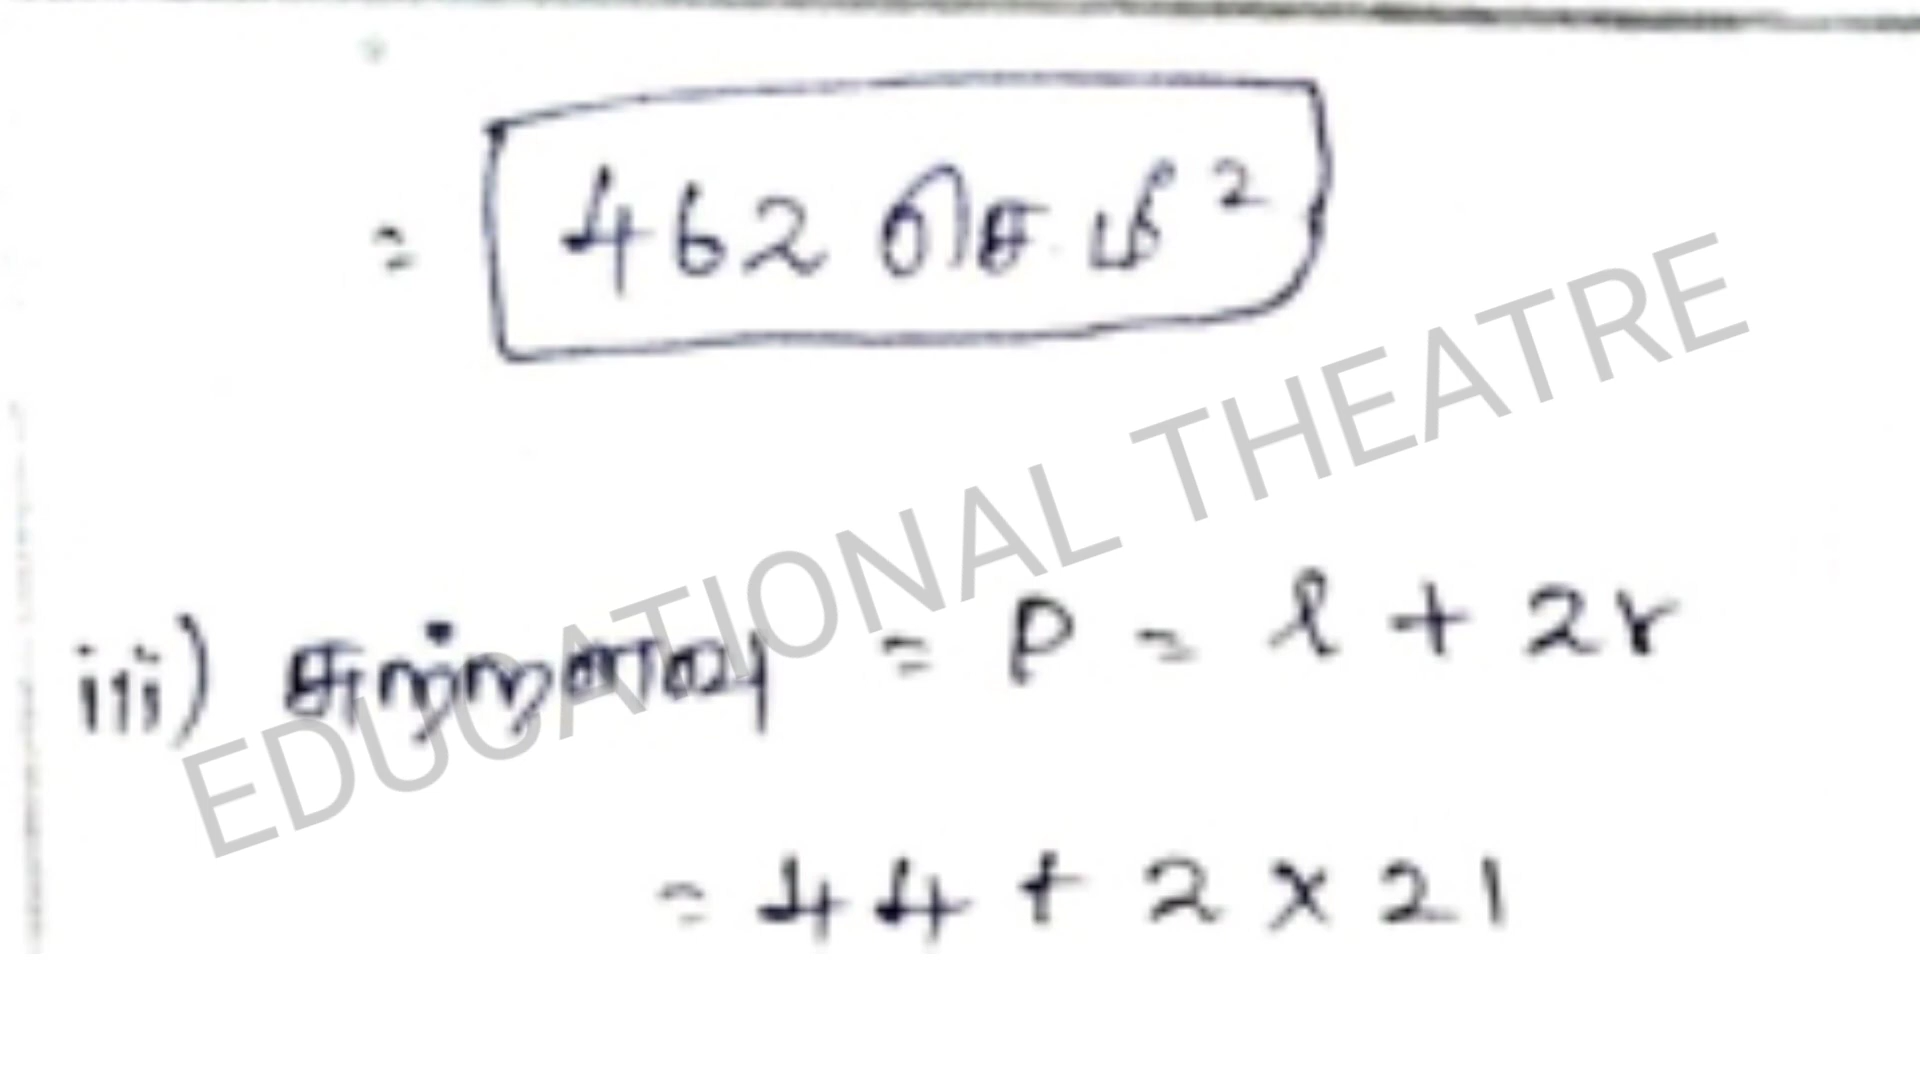 = 462 செ.மீ²
iii) சுற்றளவு = P = l + 2r
EDUCATIONAL THEATRE
= 44 + 2 × 21